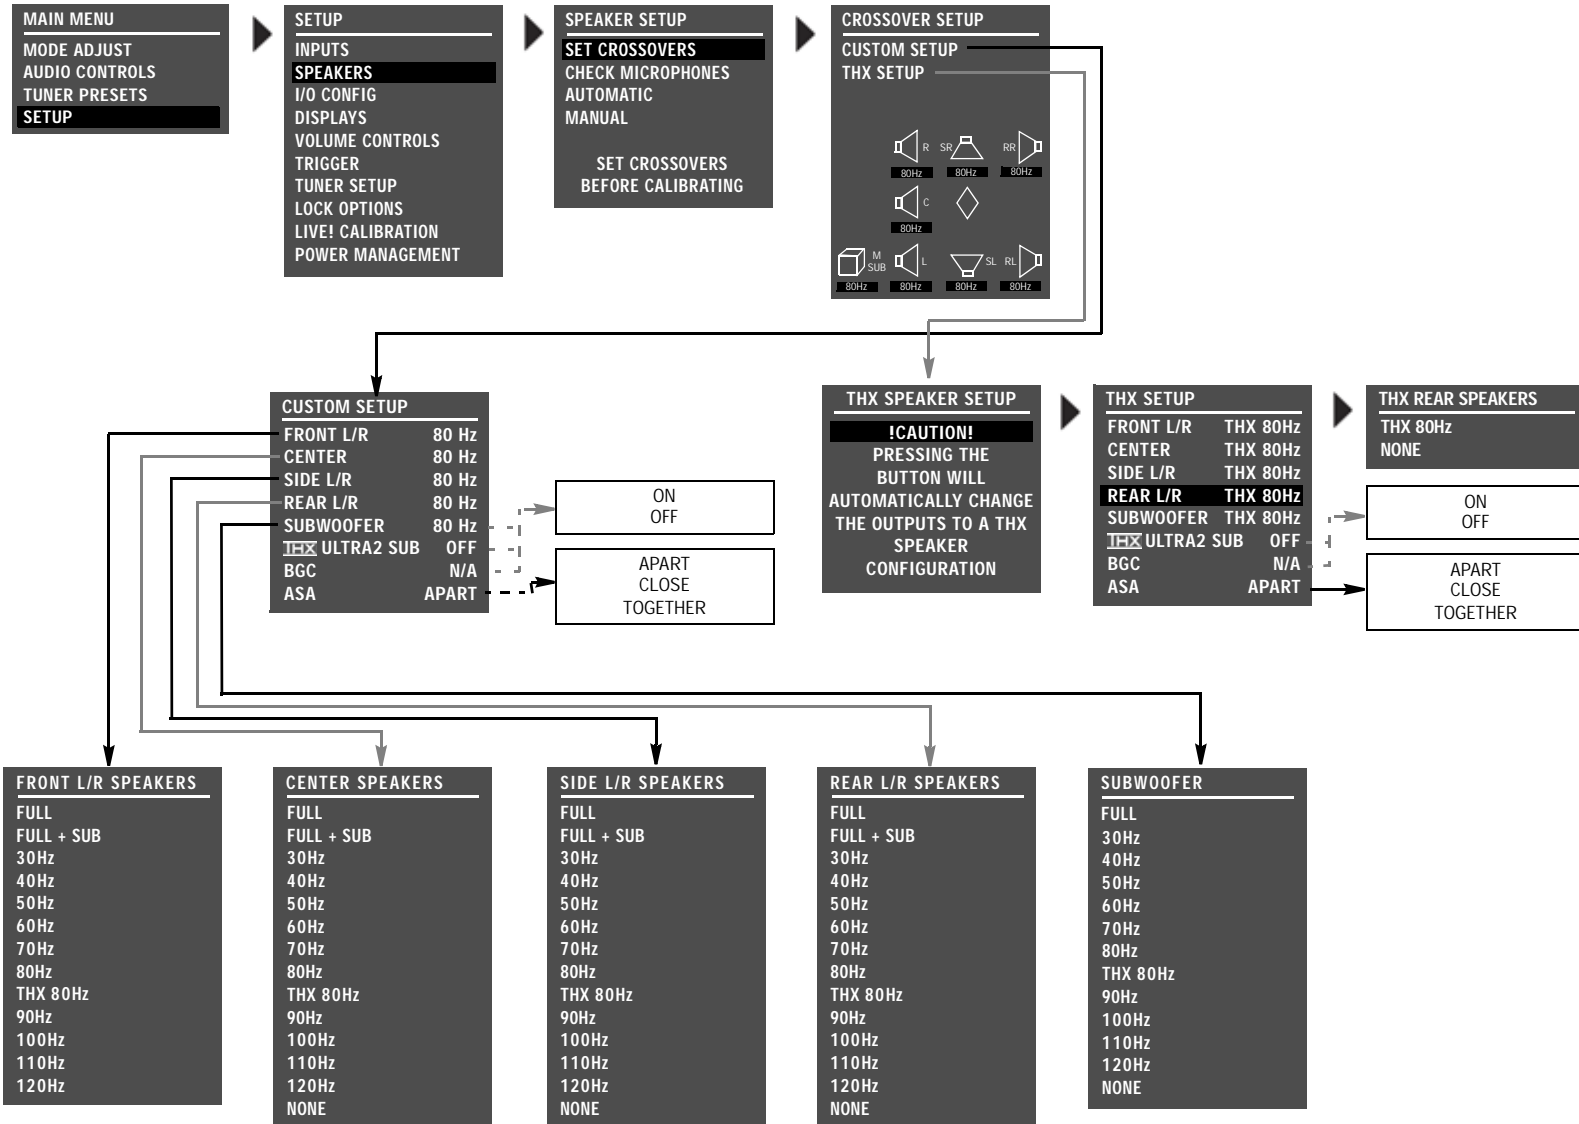 MAIN MENU
MODE ADJUST
AUDIO CONTROLS
TUNER PRESETS
SETUP
SETUP
INPUTS
SPEAKERS
I/O CONFIG
DISPLAYS
VOLUME CONTROLS
TRIGGER
TUNER SETUP
LOCK OPTIONS
LIVE! CALIBRATION
POWER MANAGEMENT
SPEAKER SETUP
SET CROSSOVERS
CHECK MICROPHONES
AUTOMATIC
MANUAL
SET CROSSOVERS
BEFORE CALIBRATING
CROSSOVER SETUP
CUSTOM SETUP
THX SETUP
R SR RR
80Hz 80Hz 80Hz
C
80Hz
M SUB L SL RL
80Hz 80Hz 80Hz 80Hz
CUSTOM SETUP
FRONT L/R 80 Hz
CENTER 80 Hz
SIDE L/R 80 Hz
REAR L/R 80 Hz
SUBWOOFER 80 Hz
THX ULTRA2 SUB OFF
BGC N/A
ASA APART
ON
OFF
APART
CLOSE
TOGETHER
THX SPEAKER SETUP
!CAUTION!
PRESSING THE
BUTTON WILL
AUTOMATICALLY CHANGE
THE OUTPUTS TO A THX
SPEAKER
CONFIGURATION
THX SETUP
FRONT L/R THX 80Hz
CENTER THX 80Hz
SIDE L/R THX 80Hz
REAR L/R THX 80Hz
SUBWOOFER THX 80Hz
THX ULTRA2 SUB OFF
BGC N/A
ASA APART
THX REAR SPEAKERS
THX 80Hz
NONE
ON
OFF
APART
CLOSE
TOGETHER
FRONT L/R SPEAKERS
FULL
FULL + SUB
30Hz
40Hz
50Hz
60Hz
70Hz
80Hz
THX 80Hz
90Hz
100Hz
110Hz
120Hz
CENTER SPEAKERS
FULL
FULL + SUB
30Hz
40Hz
50Hz
60Hz
70Hz
80Hz
THX 80Hz
90Hz
100Hz
110Hz
120Hz
NONE
SIDE L/R SPEAKERS
FULL
FULL + SUB
30Hz
40Hz
50Hz
60Hz
70Hz
80Hz
THX 80Hz
90Hz
100Hz
110Hz
120Hz
NONE
REAR L/R SPEAKERS
FULL
FULL + SUB
30Hz
40Hz
50Hz
60Hz
70Hz
80Hz
THX 80Hz
90Hz
100Hz
110Hz
120Hz
NONE
SUBWOOFER
FULL
30Hz
40Hz
50Hz
60Hz
70Hz
80Hz
THX 80Hz
90Hz
100Hz
110Hz
120Hz
NONE